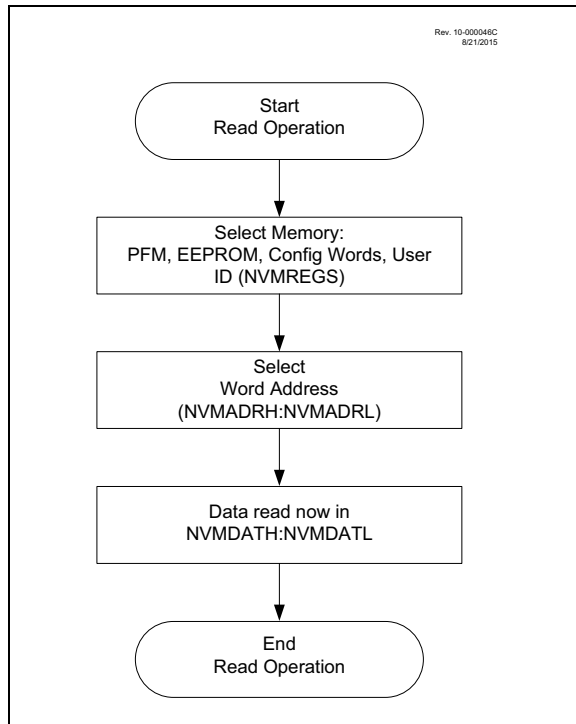 Rev. 10-000046C
8/21/2015
Start
Read Operation
Select Memory:
PFM, EEPROM, Config Words, User
ID (NVMREGS)
Select
Word Address
(NVMADRH:NVMADRL)
Data read now in
NVMDATH:NVMDATL
End
Read Operation